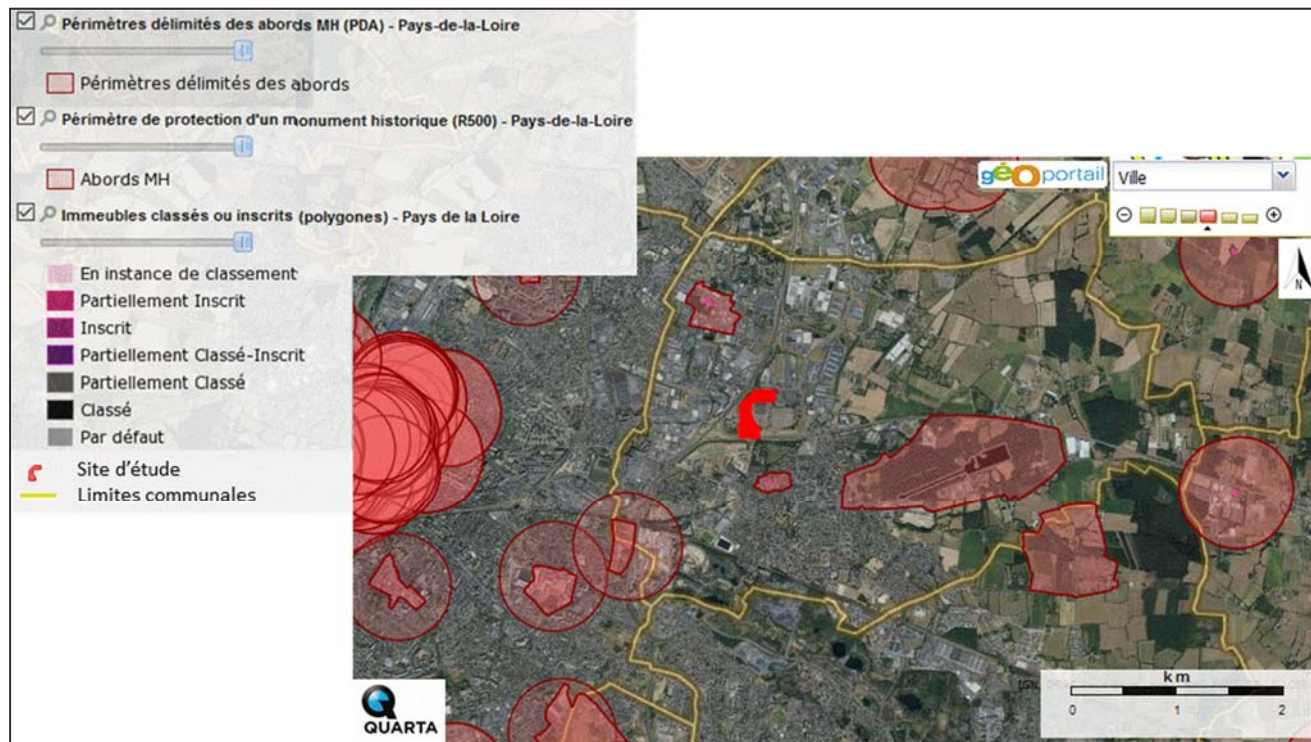 Périmètres délimités des abords MH (PDA) - Pays-de-la-Loire
Périmètres délimités des abords
Périmètre de protection d'un monument historique (R500) - Pays-de-la-Loire
Abords MH
Immeubles classés ou inscrits (polygones) - Pays de la Loire
En instance de classement
Partiellement Inscrit
Inscrit
Partiellement Classé-Inscrit
Partiellement Classé
Classé
Par défaut
Site d'étude
Limites communales
géoportail
Ville
N
QUARTA
km
0 1 2